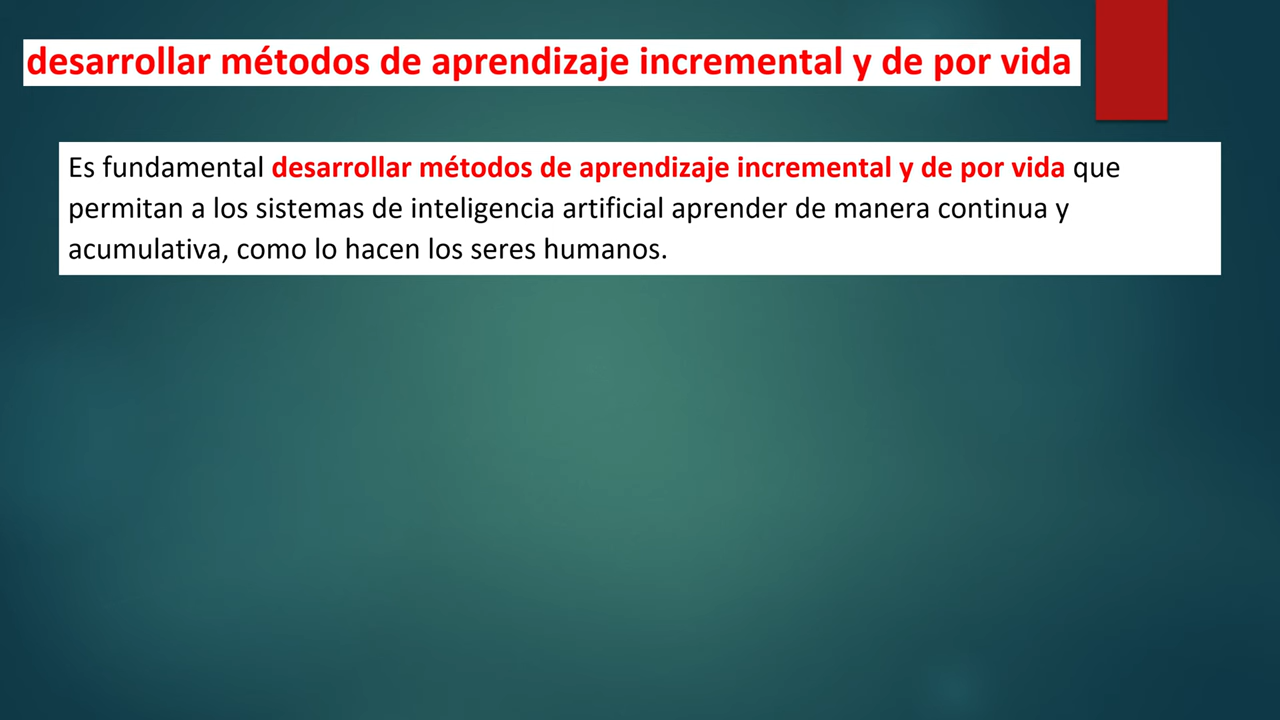 desarrollar métodos de aprendizaje incremental y de por vida
Es fundamental desarrollar métodos de aprendizaje incremental y de por vida que
permitan a los sistemas de inteligencia artificial aprender de manera continua y
acumulativa, como lo hacen los seres humanos.